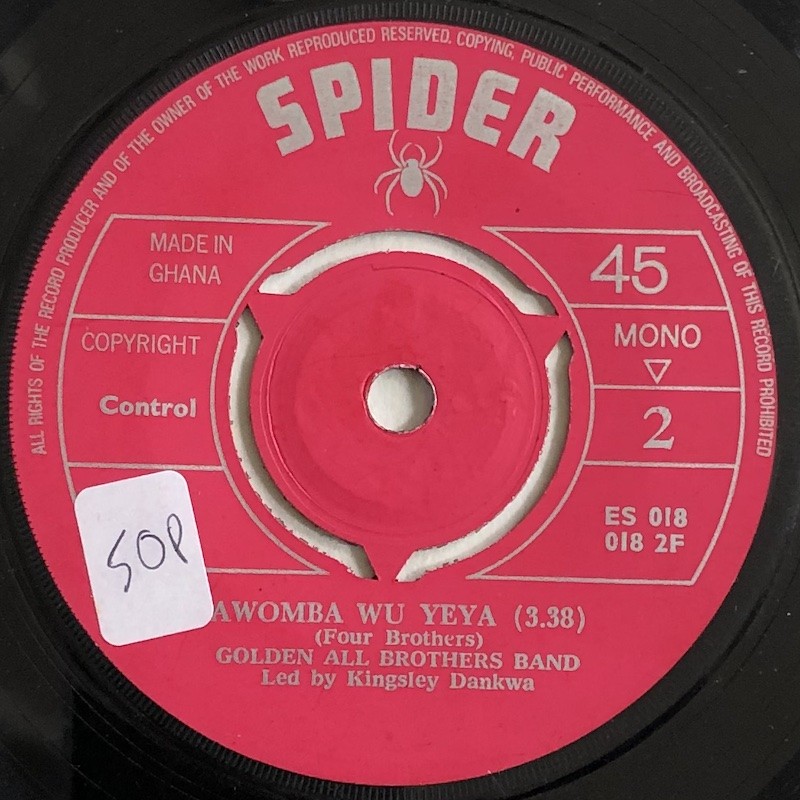 ALL RIGHTS OF THE RECORD PRODUCER AND OF THE OWNER OF THE WORK REPRODUCED RESERVED. COPYING, PUBLIC PERFORMANCE AND BROADCASTING OF THIS RECORD PROHIBITED
SPIDER
MADE IN
GHANA
45
COPYRIGHT
MONO
Control
2
ES 018
018 2F
50P
AWOMBA WU YEYA (3.38)
(Four Brothers)
GOLDEN ALL BROTHERS BAND
Led by Kingsley Dankwa